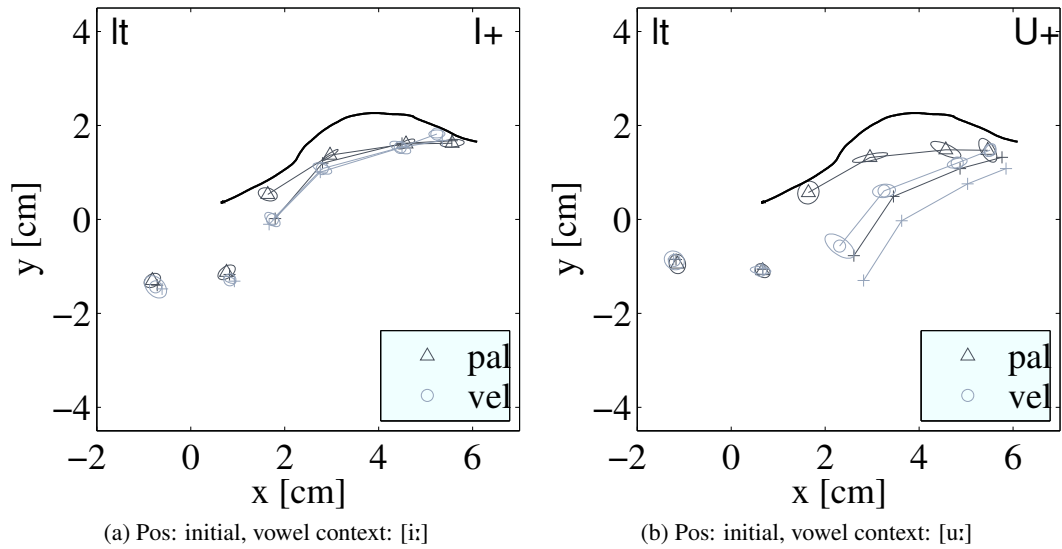 lt I+
4
2
0
−2
−4
y [cm]
−2 0 2 4 6
x [cm]
pal
vel
(a) Pos: initial, vowel context: [iː]
lt U+
4
2
0
−2
−4
y [cm]
−2 0 2 4 6
x [cm]
pal
vel
(b) Pos: initial, vowel context: [uː]